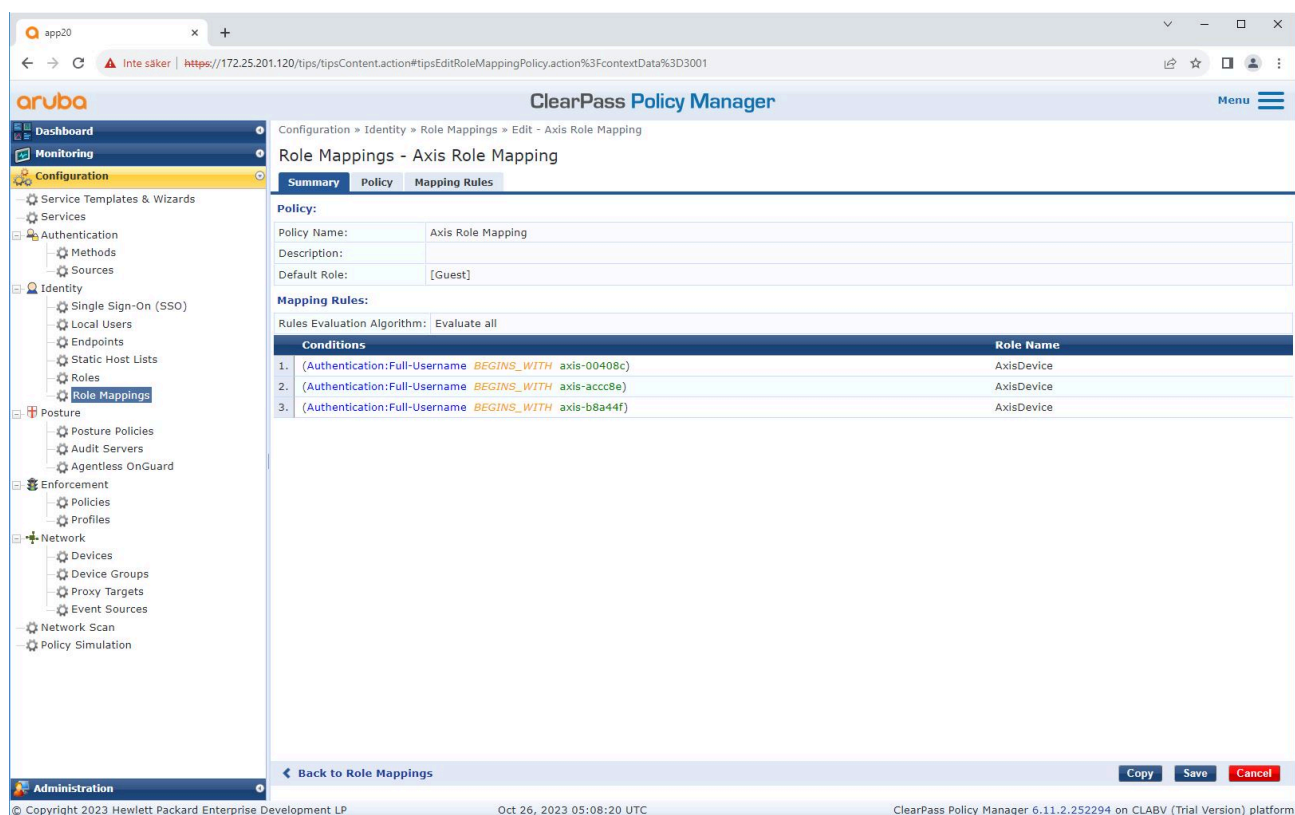 app20
Inte säker | https://172.25.201.120/tips/tipsContent.action#tipsEditRoleMappingPolicy.action%3FcontextData%3D3001
aruba
ClearPass Policy Manager
Menu
Dashboard
Monitoring
Configuration
Service Templates & Wizards
Services
Authentication
Methods
Sources
Identity
Single Sign-On (SSO)
Local Users
Endpoints
Static Host Lists
Roles
Role Mappings
Posture
Posture Policies
Audit Servers
Agentless OnGuard
Enforcement
Policies
Profiles
Network
Devices
Device Groups
Proxy Targets
Event Sources
Network Scan
Policy Simulation
Administration
Configuration » Identity » Role Mappings » Edit - Axis Role Mapping
Role Mappings - Axis Role Mapping
Summary Policy Mapping Rules
Policy:
Policy Name: Axis Role Mapping
Description:
Default Role: [Guest]
Mapping Rules:
Rules Evaluation Algorithm: Evaluate all
Conditions Role Name
1. (Authentication:Full-Username BEGINS_WITH axis-00408c) AxisDevice
2. (Authentication:Full-Username BEGINS_WITH axis-accc8e) AxisDevice
3. (Authentication:Full-Username BEGINS_WITH axis-b8a44f) AxisDevice
Back to Role Mappings Copy Save Cancel
© Copyright 2023 Hewlett Packard Enterprise Development LP Oct 26, 2023 05:08:20 UTC ClearPass Policy Manager 6.11.2.252294 on CLABV (Trial Version) platform